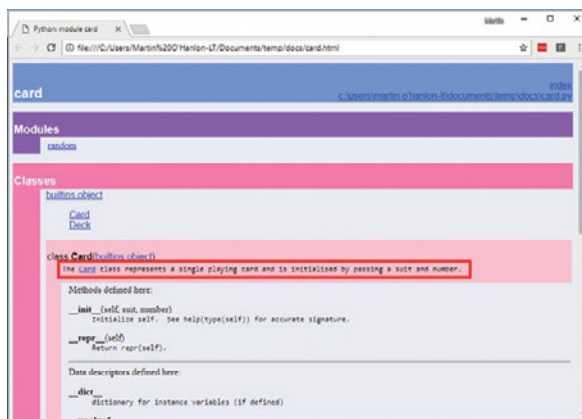 Python module card
Martin
file:///C:/Users/Martin%20O'Hanlon-LT/Documents/temp/docs/card.html
index
card
c:\users\martin o'hanlon-lt\documents\temp\docs\card.py
Modules
random
Classes
builtins.object
Card
Deck
class Card(builtins.object)
The Card class represents a single playing card and is initialised by passing a suit and number.
Methods defined here:
__init__(self, suit, number)
Initialize self. See help(type(self)) for accurate signature.
__repr__(self)
Return repr(self).
Data descriptors defined here:
__dict__
dictionary for instance variables (if defined)